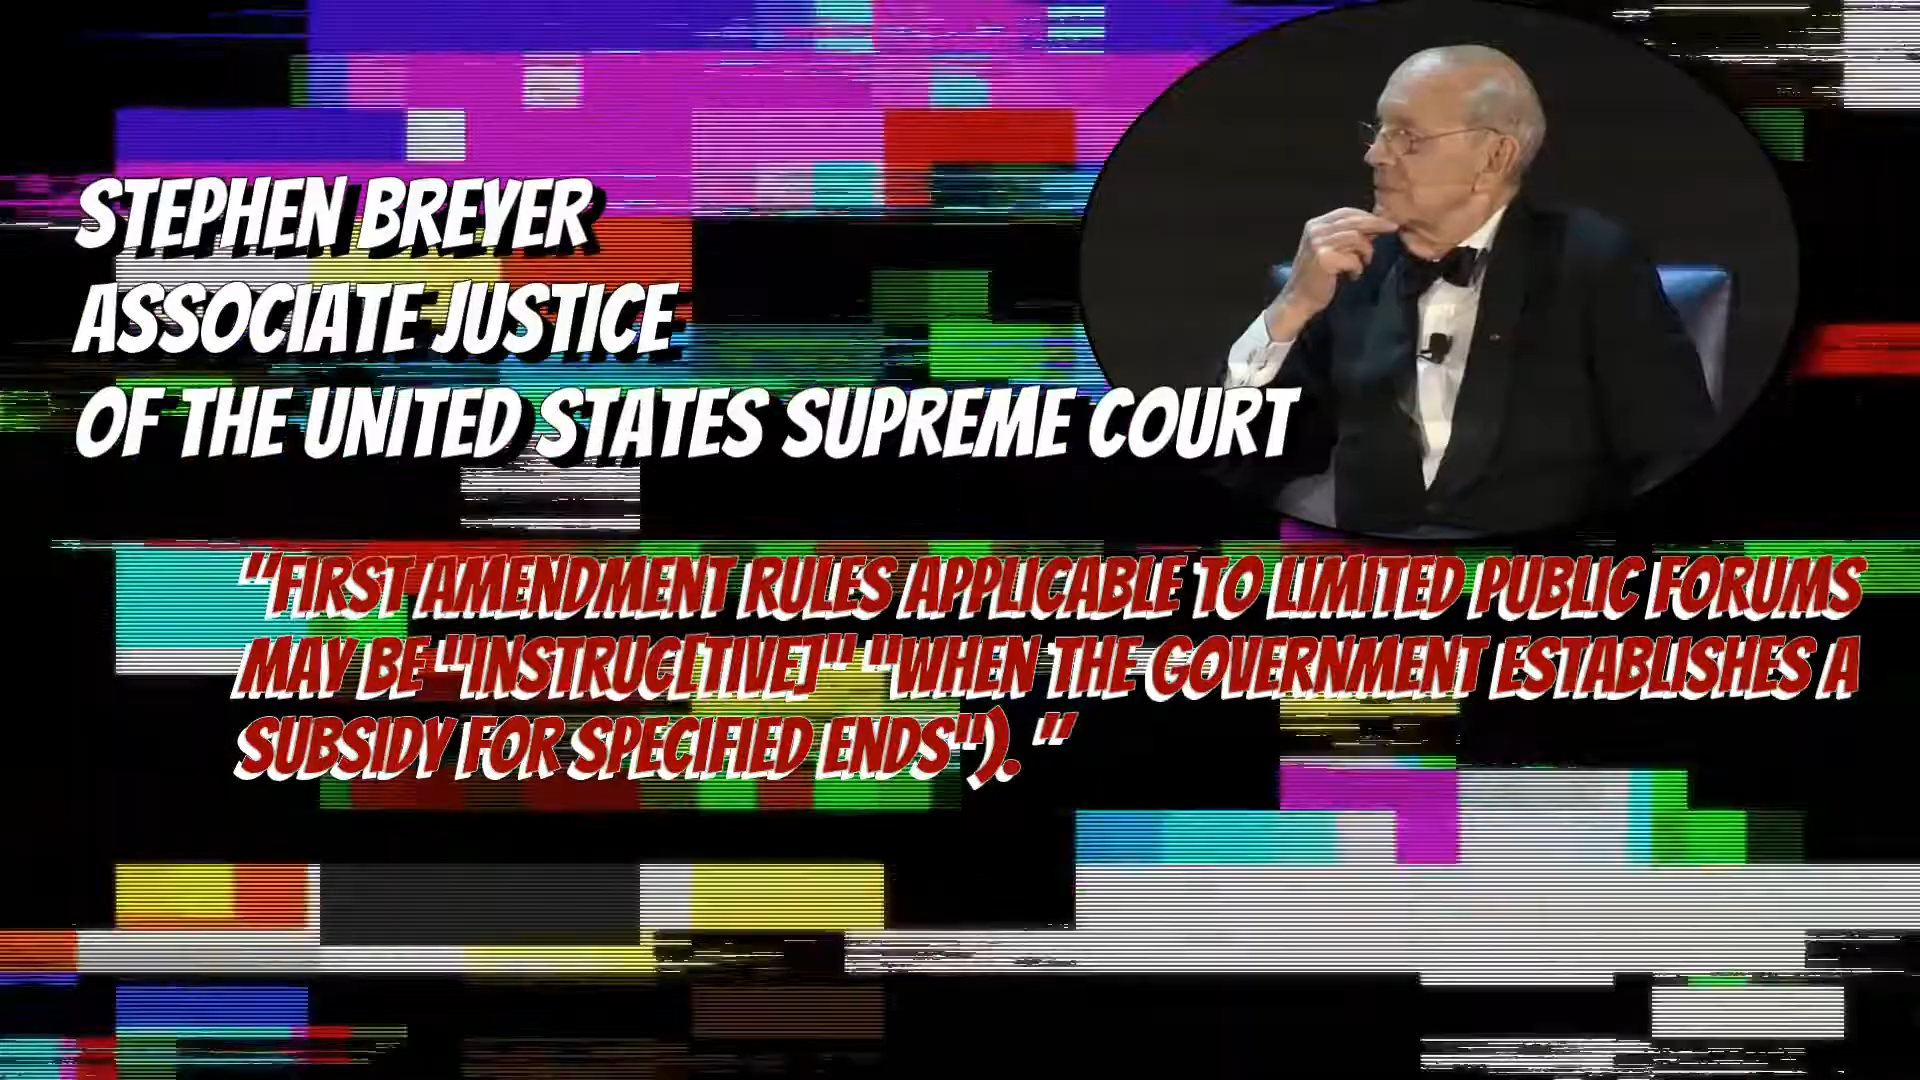 STEPHEN BREYER
ASSOCIATE JUSTICE
OF THE UNITED STATES SUPREME COURT
"FIRST AMENDMENT RULES APPLICABLE TO LIMITED PUBLIC FORUMS
MAY BE "INSTRUC[TIVE]" "WHEN THE GOVERNMENT ESTABLISHES A
SUBSIDY FOR SPECIFIED ENDS"). "